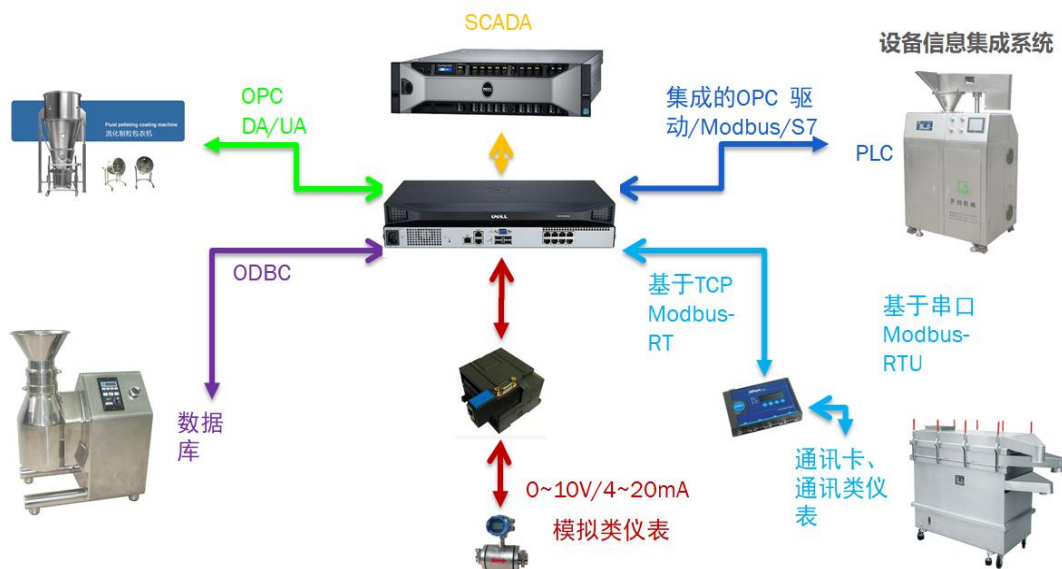 SCADA
设备信息集成系统
OPC
DA/UA
集成的OPC 驱
动/Modbus/S7
PLC
Fluid pelleting coating machine
流化制粒包衣机
DELL
ODBC
基于TCP
Modbus-
RT
基于串口
Modbus-
RTU
数据
库
0~10V/4~20mA
模拟类仪表
通讯卡、
通讯类仪
表